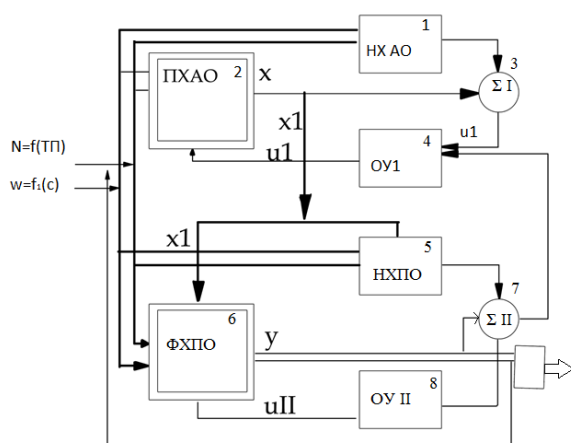 1
НХ АО
3
ПХАО
2
x
Σ I
x1
u1
4
ОУ1
u1
N=f(ТП)
w=f₁(c)
x1
5
НХПО
7
6
ФХПО
y
Σ II
8
ОУ II
uII